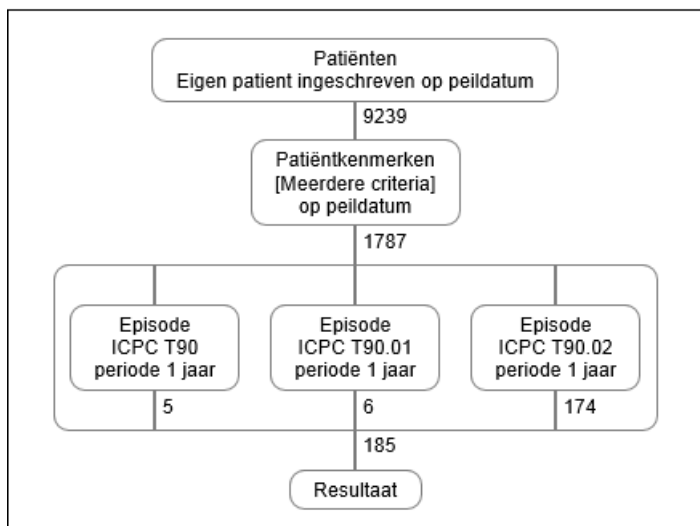 Patiënten
Eigen patient ingeschreven op peildatum
9239
Patiëntkenmerken
[Meerdere criteria]
op peildatum
1787
Episode
ICPC T90
periode 1 jaar
5
Episode
ICPC T90.01
periode 1 jaar
6
Episode
ICPC T90.02
periode 1 jaar
174
185
Resultaat